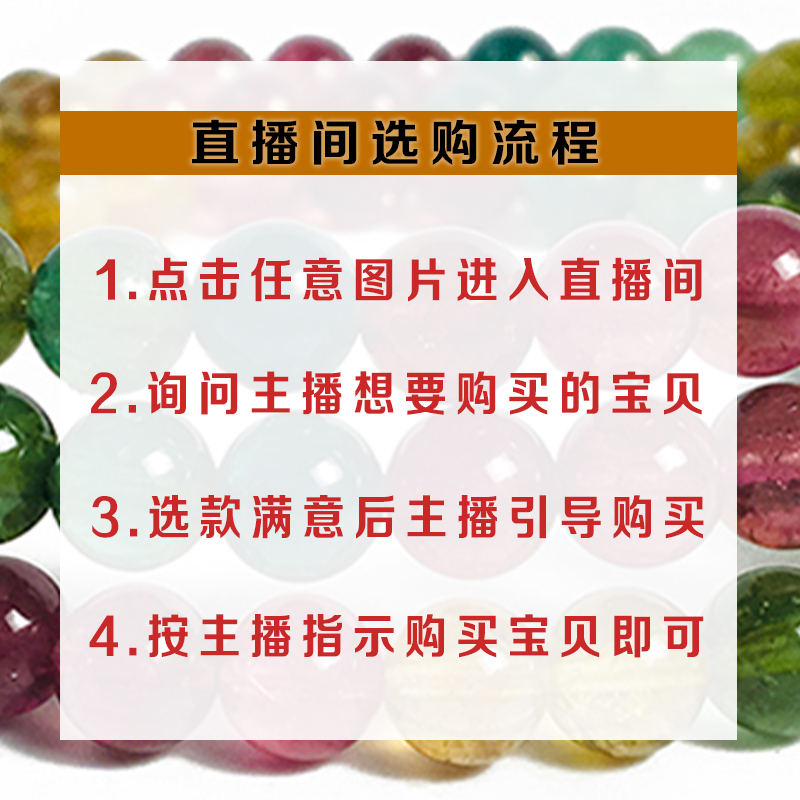 直播间选购流程
1.点击任意图片进入直播间
2.询问主播想要购买的宝贝
3.选款满意后主播引导购买
4.按主播指示购买宝贝即可